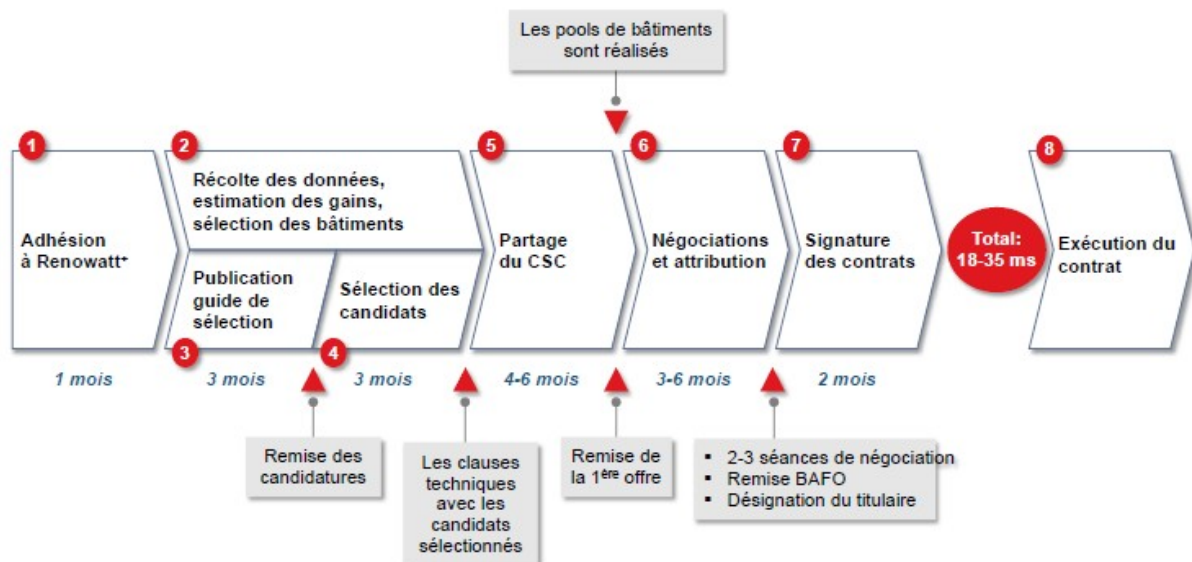 Les pools de bâtiments
sont réalisés
1
2
5
6
7
8
Récolte des données,
estimation des gains,
sélection des bâtiments
Adhésion
à Renowatt+
Publication
guide de
sélection
Sélection des
candidats
Partage
du CSC
Négociations
et attribution
Signature
des contrats
Total:
18-35 ms
Exécution du
contrat
3
4
1 mois
3 mois
3 mois
4-6 mois
3-6 mois
2 mois
Remise des
candidatures
Les clauses
techniques
avec les
candidats
sélectionnés
Remise de
la 1ère offre
▪ 2-3 séances de négociation
▪ Remise BAFO
▪ Désignation du titulaire